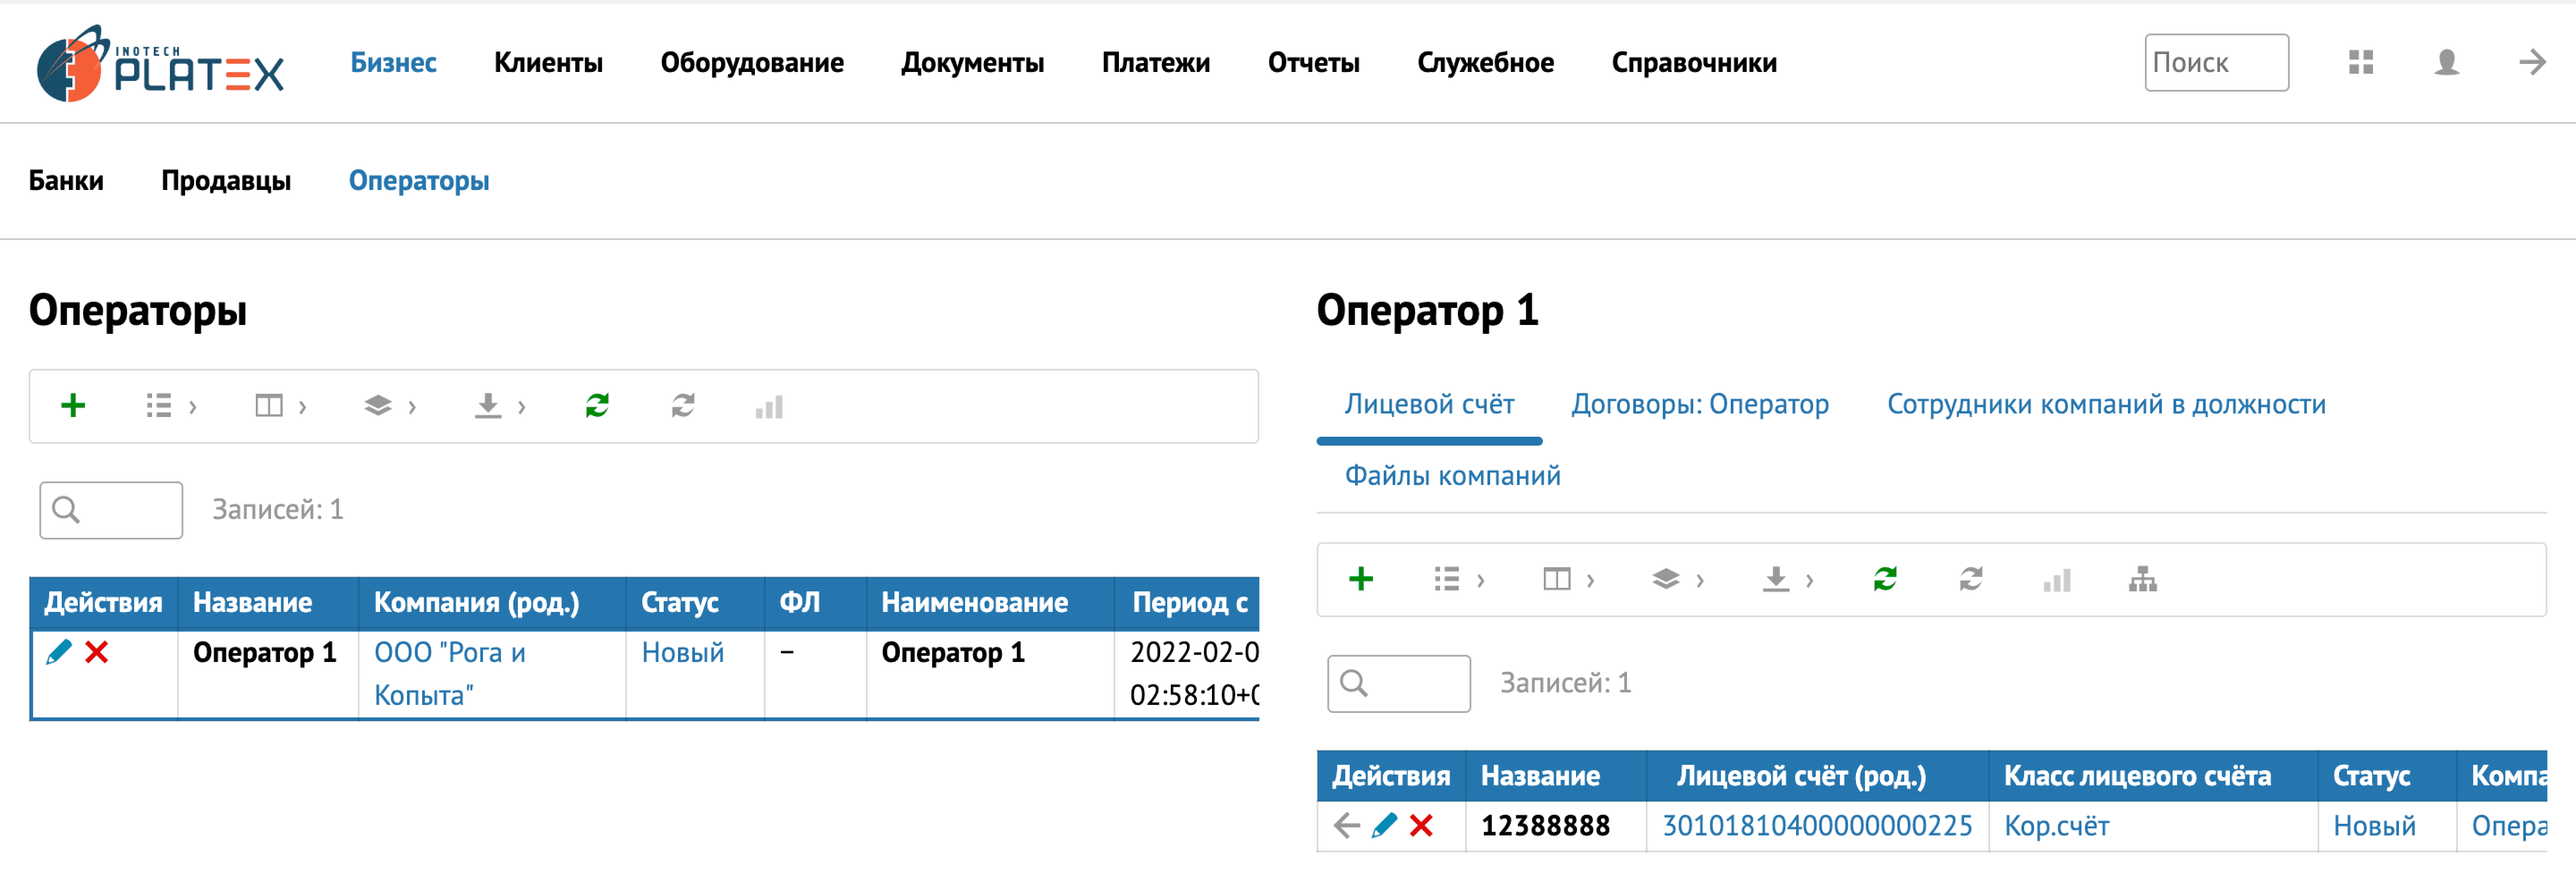 INOTECH
PLATEX
Бизнес Клиенты Оборудование Документы Платежи Отчеты Служебное Справочники
Поиск
Банки Продавцы Операторы
Операторы
Записей: 1
Действия Название Компания (род.) Статус ФЛ Наименование Период с
Оператор 1 ООО "Рога и Новый – Оператор 1 2022-02-0
Копыта" 02:58:10+0
Оператор 1
Лицевой счёт Договоры: Оператор Сотрудники компаний в должности
Файлы компаний
Записей: 1
Действия Название Лицевой счёт (род.) Класс лицевого счёта Статус Компа
12388888 30101810400000000225 Кор.счёт Новый Опера